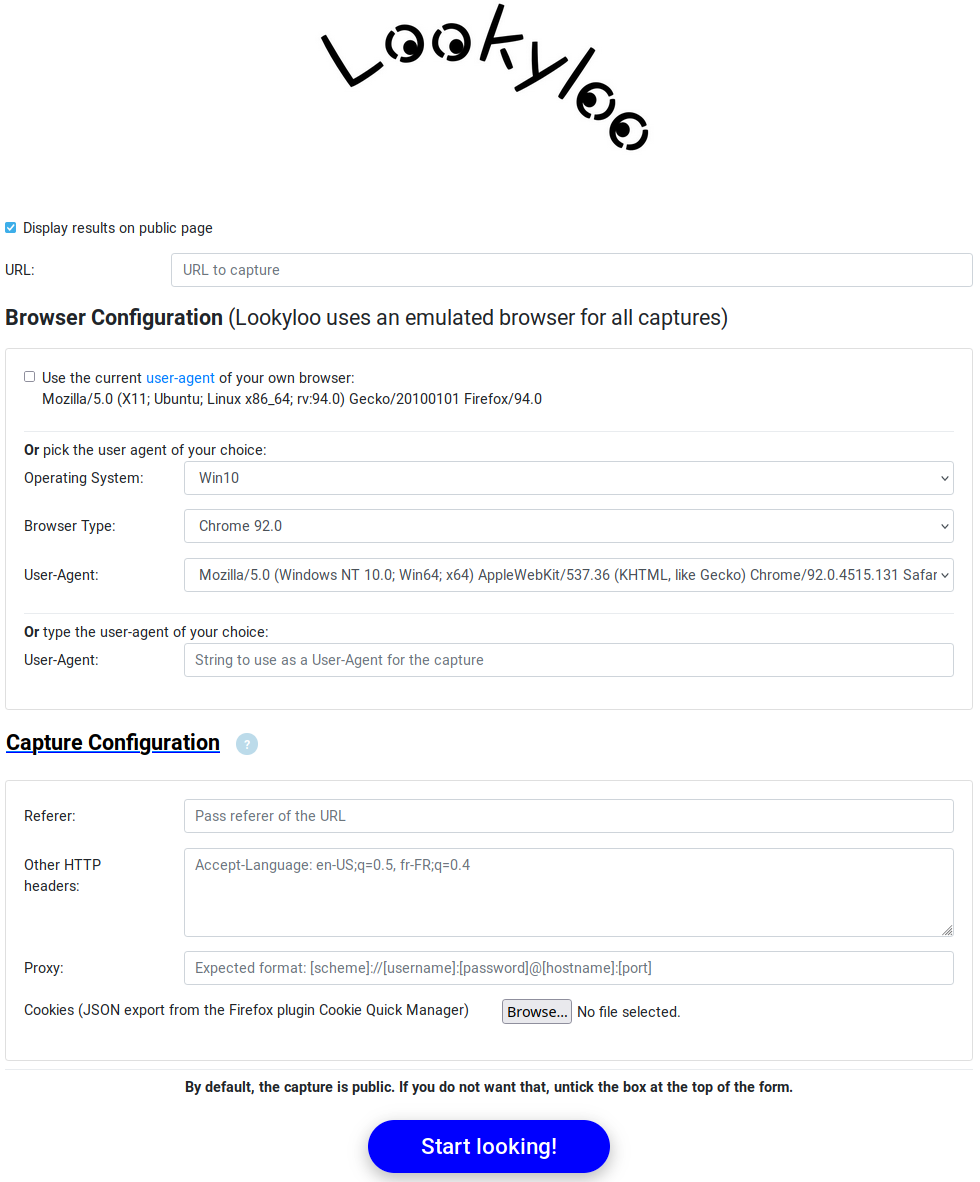 Lookyloo
Display results on public page
URL: URL to capture
Browser Configuration (Lookyloo uses an emulated browser for all captures)
Use the current user-agent of your own browser:
Mozilla/5.0 (X11; Ubuntu; Linux x86_64; rv:94.0) Gecko/20100101 Firefox/94.0
Or pick the user agent of your choice:
Operating System: Win10
Browser Type: Chrome 92.0
User-Agent: Mozilla/5.0 (Windows NT 10.0; Win64; x64) AppleWebKit/537.36 (KHTML, like Gecko) Chrome/92.0.4515.131 Safar
Or type the user-agent of your choice:
User-Agent: String to use as a User-Agent for the capture
Capture Configuration ?
Referer: Pass referer of the URL
Other HTTP Accept-Language: en-US;q=0.5, fr-FR;q=0.4
headers:
Proxy: Expected format: [scheme]://[username]:[password]@[hostname]:[port]
Cookies (JSON export from the Firefox plugin Cookie Quick Manager) Browse... No file selected.
By default, the capture is public. If you do not want that, untick the box at the top of the form.
Start looking!